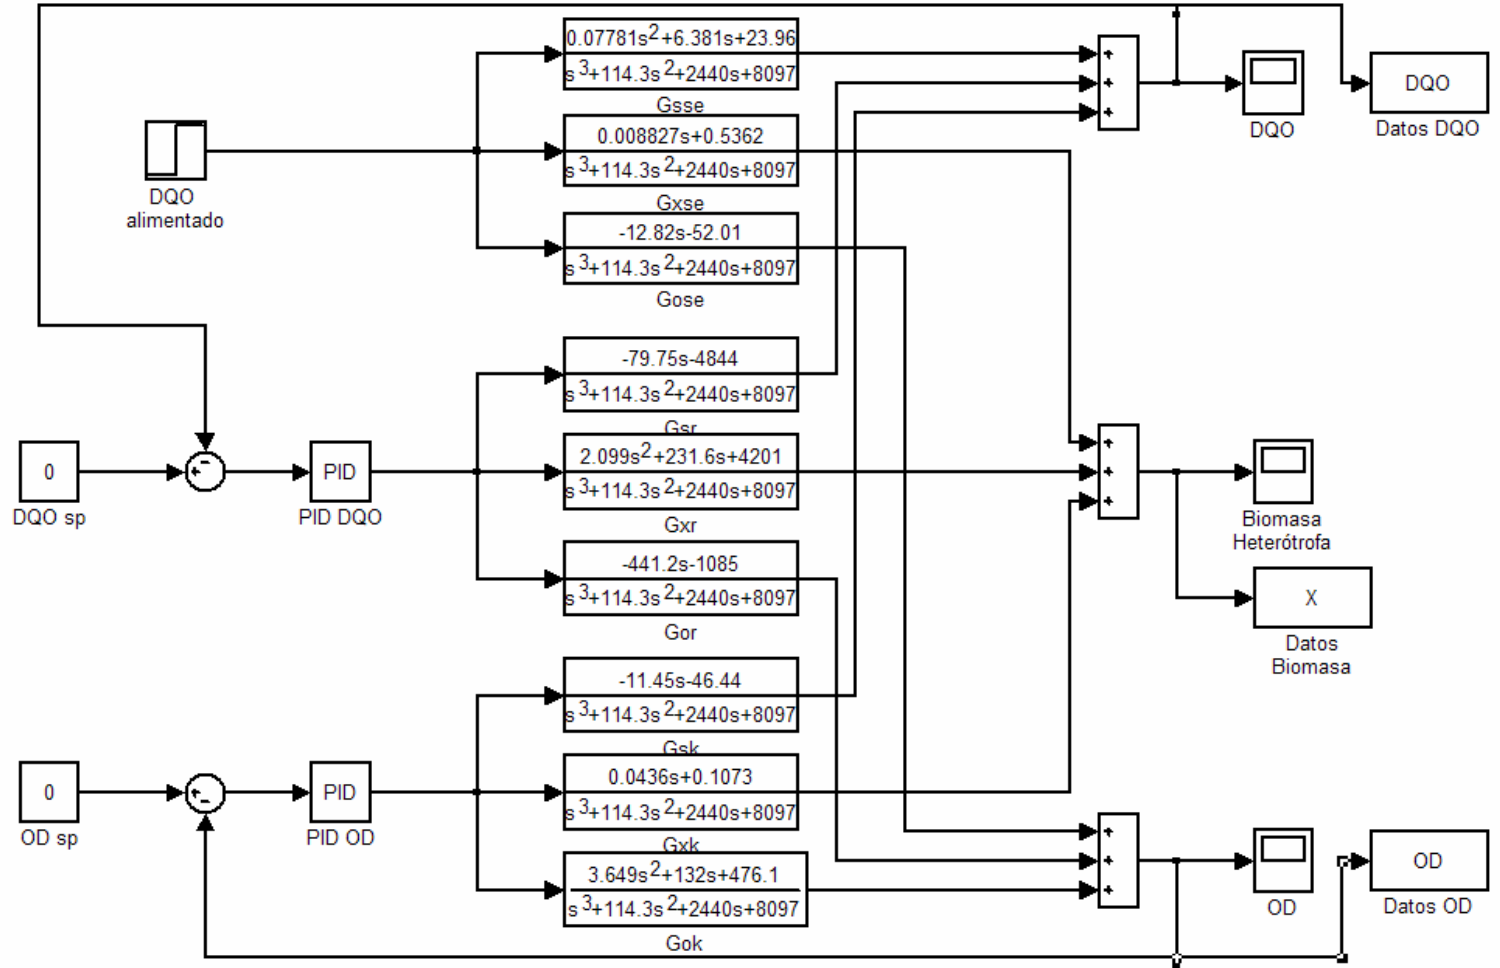 0.07781s²+6.381s+23.96
s³+114.3s²+2440s+8097
Gsse
DQO
alimentado
0.008827s+0.5362
s³+114.3s²+2440s+8097
Gxse
-12.82s-52.01
s³+114.3s²+2440s+8097
Gose
+
+
+
DQO
DQO
Datos DQO
-79.75s-4844
s³+114.3s²+2440s+8097
Gsr
0
DQO sp
+
-
PID
PID DQO
2.099s²+231.6s+4201
s³+114.3s²+2440s+8097
Gxr
-441.2s-1085
s³+114.3s²+2440s+8097
Gor
+
+
+
Biomasa
Heterótrofa
X
Datos
Biomasa
-11.45s-46.44
s³+114.3s²+2440s+8097
Gsk
0
OD sp
+
-
PID
PID OD
0.0436s+0.1073
s³+114.3s²+2440s+8097
Gxk
3.649s²+132s+476.1
s³+114.3s²+2440s+8097
Gok
+
+
+
OD
OD
Datos OD